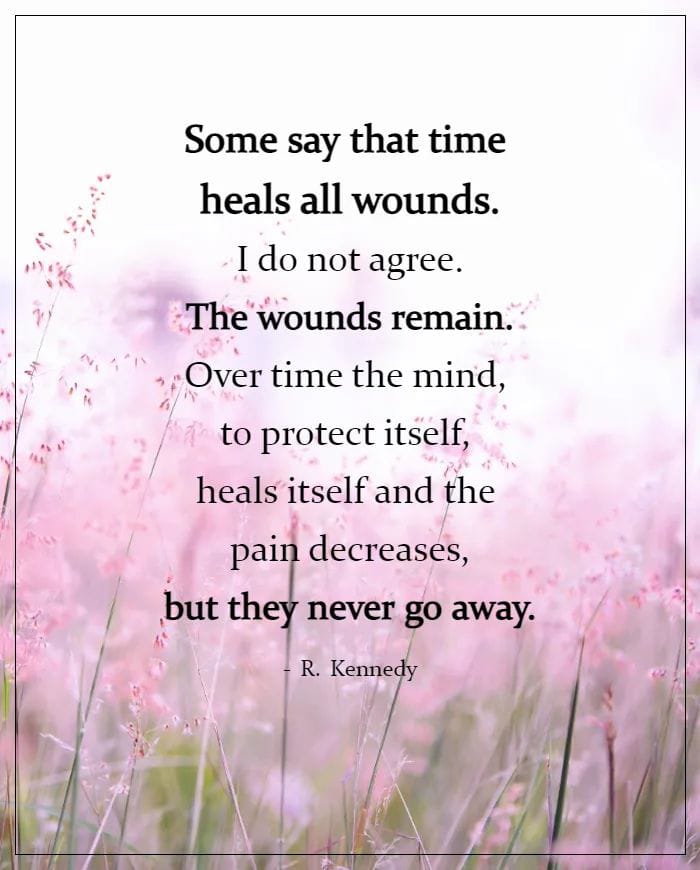 Some say that time
heals all wounds.
I do not agree.
The wounds remain.
Over time the mind,
to protect itself,
heals itself and the
pain decreases,
but they never go away.
- R. Kennedy